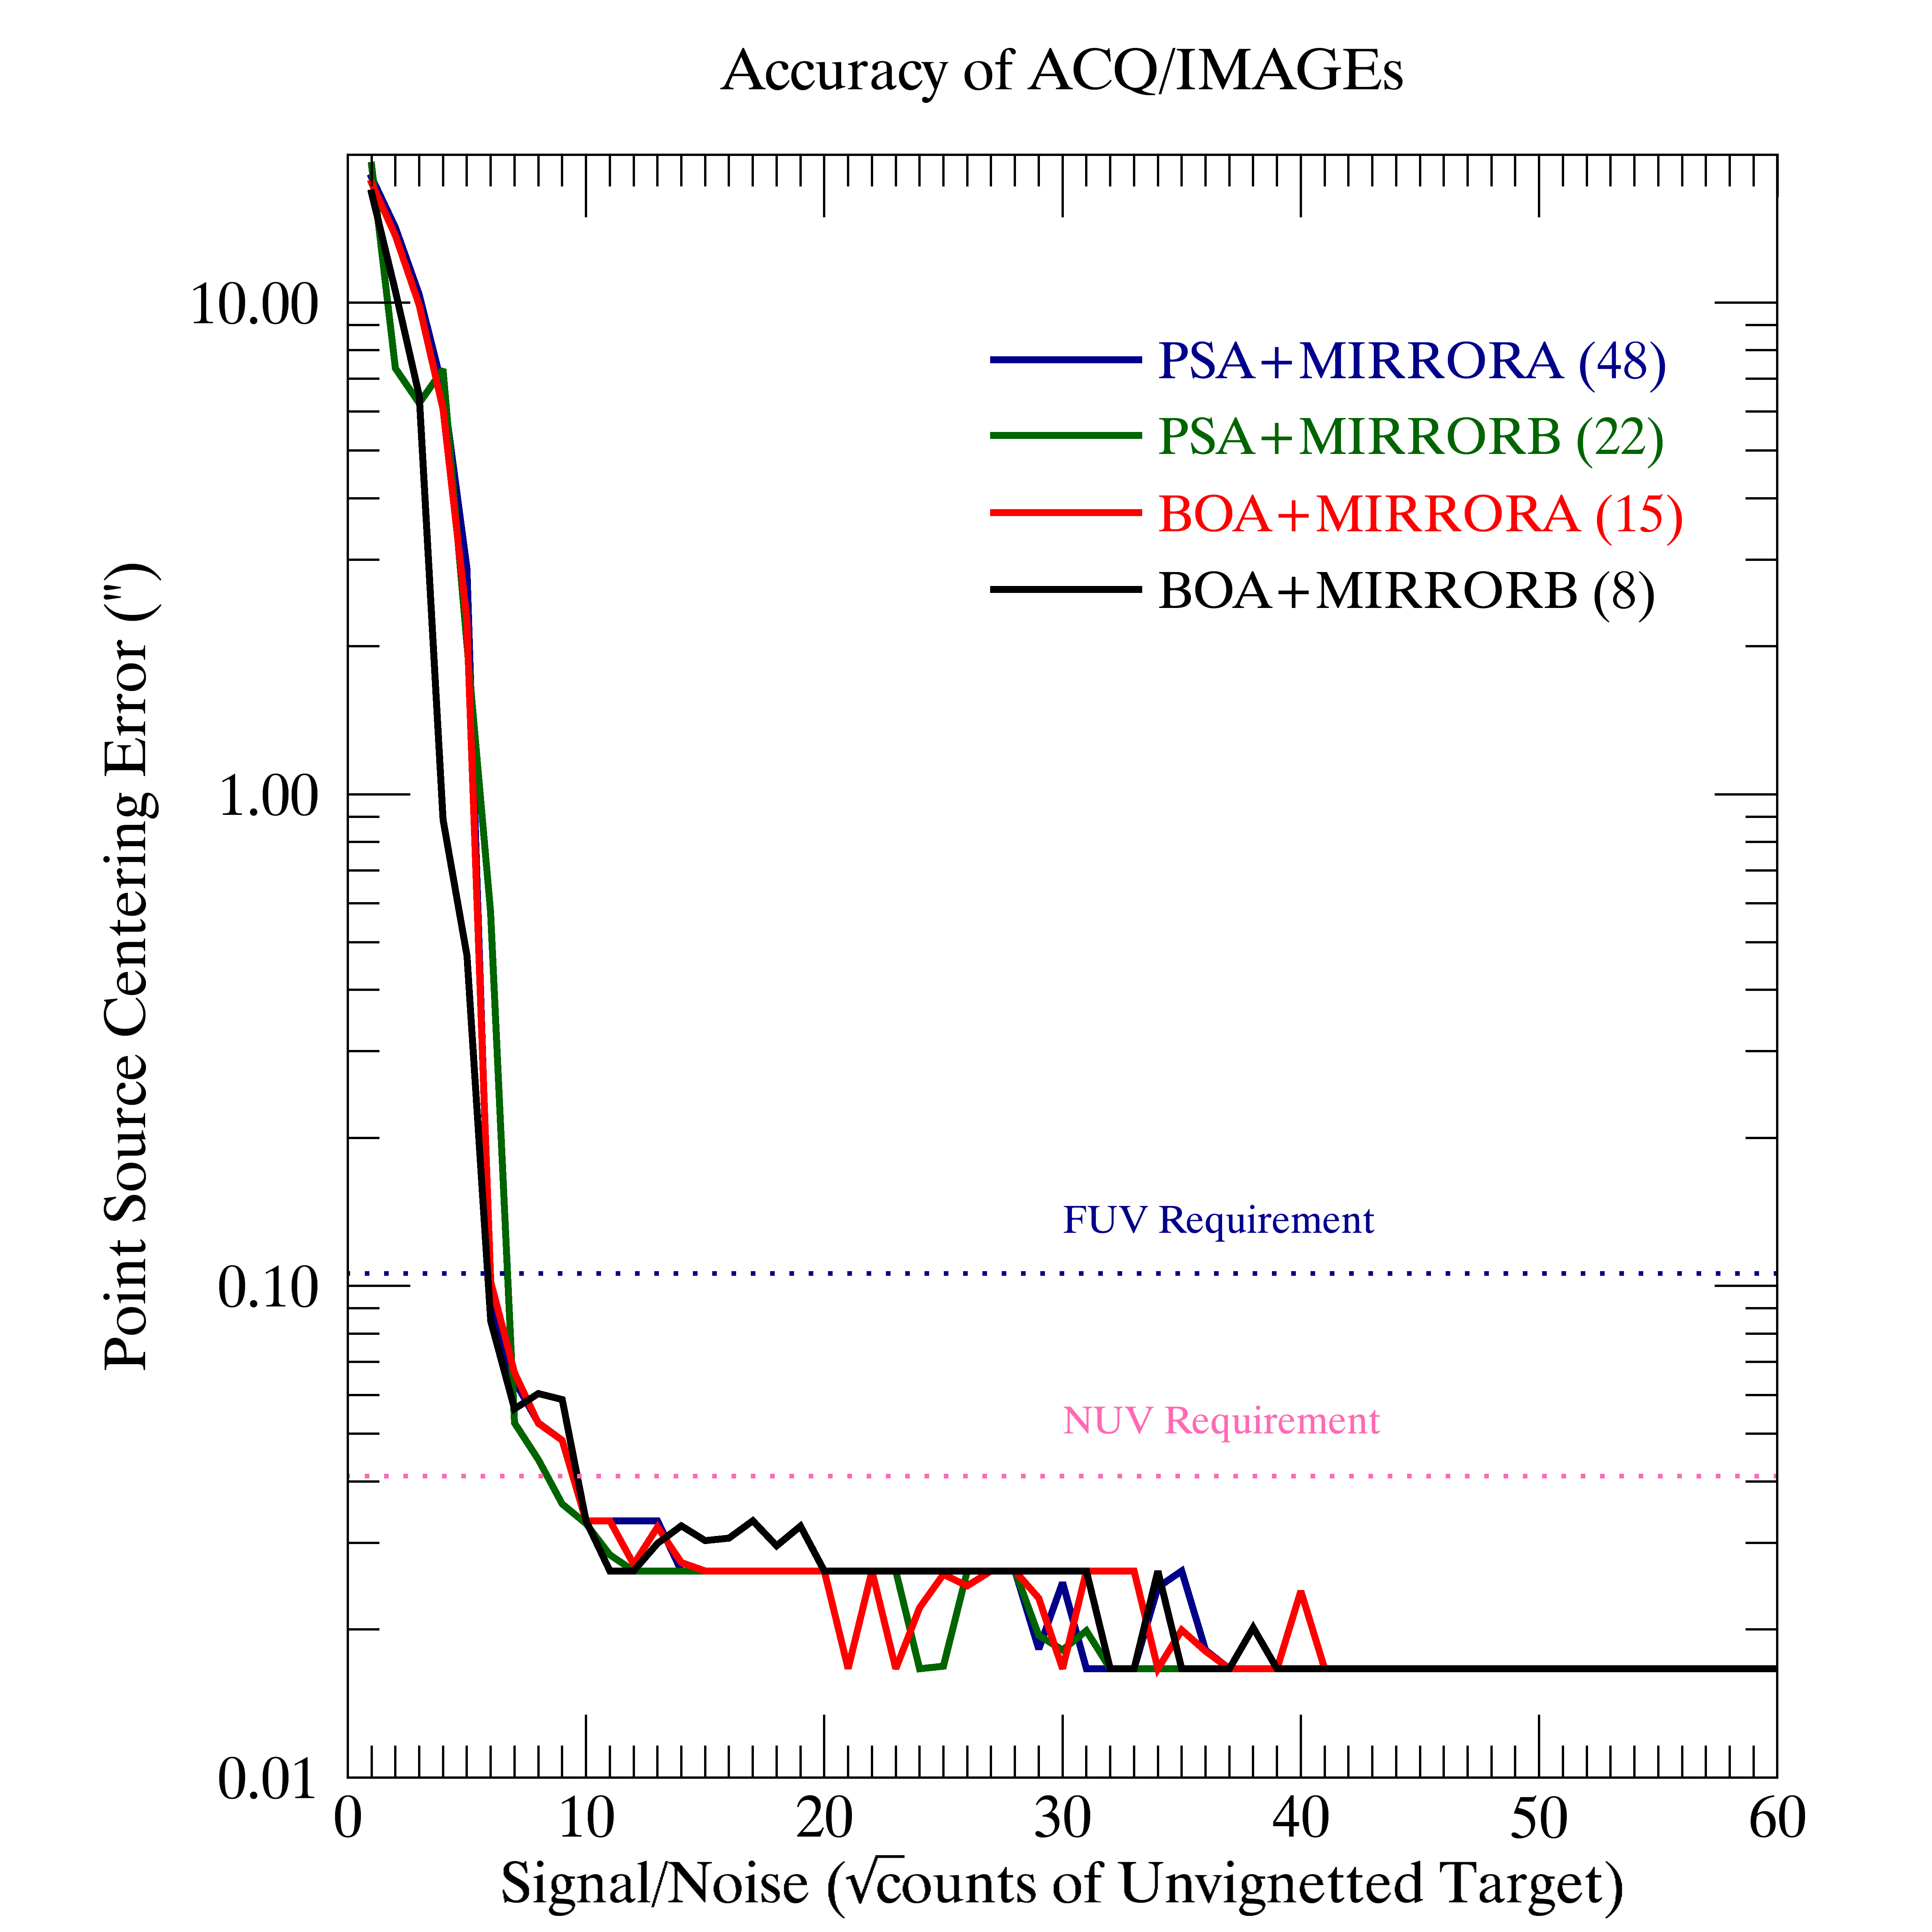 Accuracy of ACQ/IMAGEs
Point Source Centering Error (")
10.00
1.00
0.10
0.01
PSA+MIRRORA (48)
PSA+MIRRORB (22)
BOA+MIRRORA (15)
BOA+MIRRORB (8)
FUV Requirement
NUV Requirement
0 10 20 30 40 50 60
Signal/Noise (√counts of Unvignetted Target)